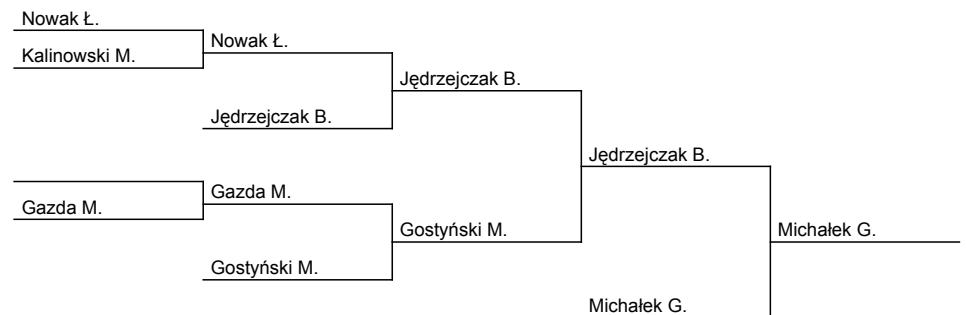 Nowak Ł.
Kalinowski M.
Nowak Ł.
Jędrzejczak B.
Jędrzejczak B.
Jędrzejczak B.
Gazda M.
Gazda M.
Gostyński M.
Gostyński M.
Michałek G.
Michałek G.